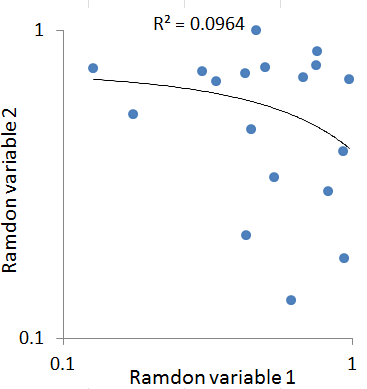 R² = 0.0964
1
Ramdon variable 2
0.1
0.1
1
Ramdon variable 1